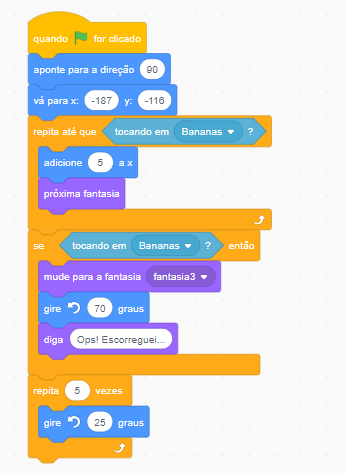 quando for clicado
aponte para a direção 90
vá para x: -187 y: -116
repita até que tocando em Bananas ?
adicione 5 a x
próxima fantasia
se tocando em Bananas ? então
mude para a fantasia fantasia3
gire 70 graus
diga Ops! Escorreguei...
repita 5 vezes
gire 25 graus